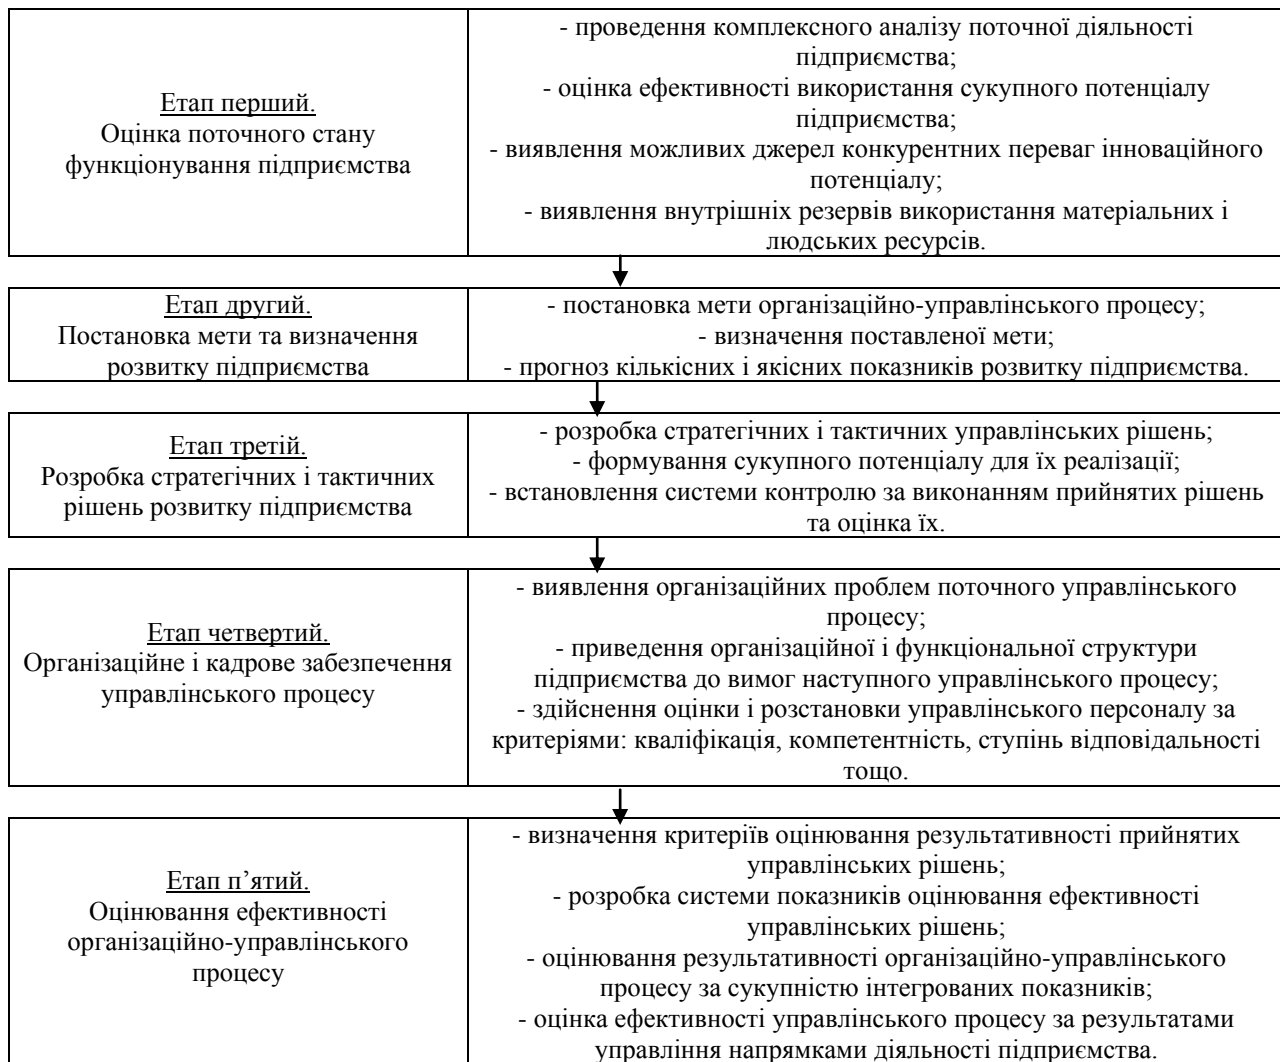 Етап перший.
Оцінка поточного стану
функціонування підприємства
- проведення комплексного аналізу поточної діяльності
підприємства;
- оцінка ефективності використання сукупного потенціалу
підприємства;
- виявлення можливих джерел конкурентних переваг інноваційного
потенціалу;
- виявлення внутрішніх резервів використання матеріальних і
людських ресурсів.
Етап другий.
Постановка мети та визначення
розвитку підприємства
- постановка мети організаційно-управлінського процесу;
- визначення поставленої мети;
- прогноз кількісних і якісних показників розвитку підприємства.
Етап третій.
Розробка стратегічних і тактичних
рішень розвитку підприємства
- розробка стратегічних і тактичних управлінських рішень;
- формування сукупного потенціалу для їх реалізації;
- встановлення системи контролю за виконанням прийнятих рішень
та оцінка їх.
Етап четвертий.
Організаційне і кадрове забезпечення
управлінського процесу
- виявлення організаційних проблем поточного управлінського
процесу;
- приведення організаційної і функціональної структури
підприємства до вимог наступного управлінського процесу;
- здійснення оцінки і розстановки управлінського персоналу за
критеріями: кваліфікація, компетентність, ступінь відповідальності
тощо.
Етап п’ятий.
Оцінювання ефективності
організаційно-управлінського
процесу
- визначення критеріїв оцінювання результативності прийнятих
управлінських рішень;
- розробка системи показників оцінювання ефективності
управлінських рішень;
- оцінювання результативності організаційно-управлінського
процесу за сукупністю інтегрованих показників;
- оцінка ефективності управлінського процесу за результатами
управління напрямками діяльності підприємства.